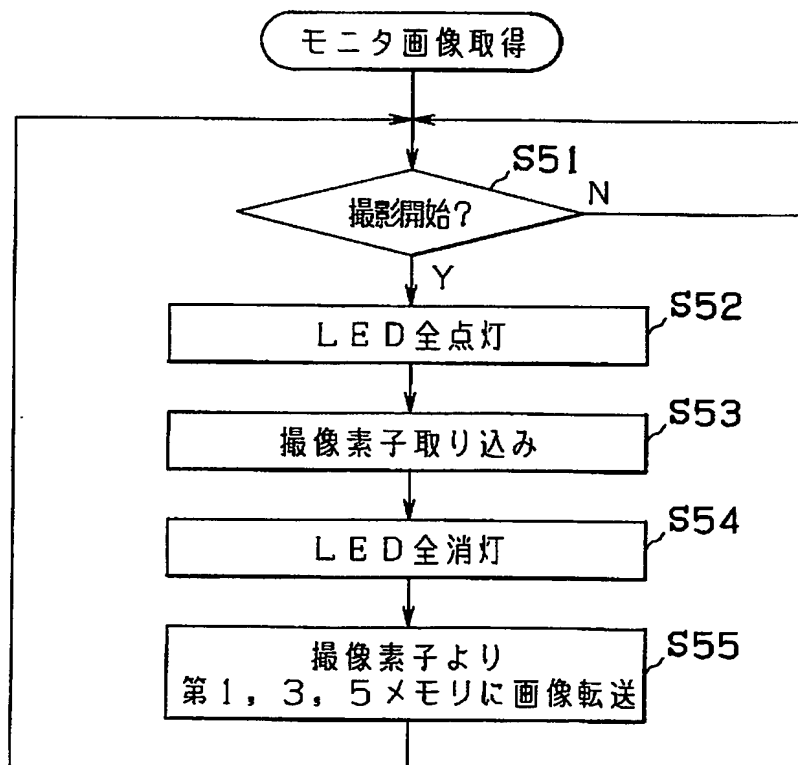 モニタ画像取得
S51
撮影開始?
N
Y
S52
LED全点灯
S53
撮像素子取り込み
S54
LED全消灯
S55
撮像素子より
第1,3,5メモリに画像転送